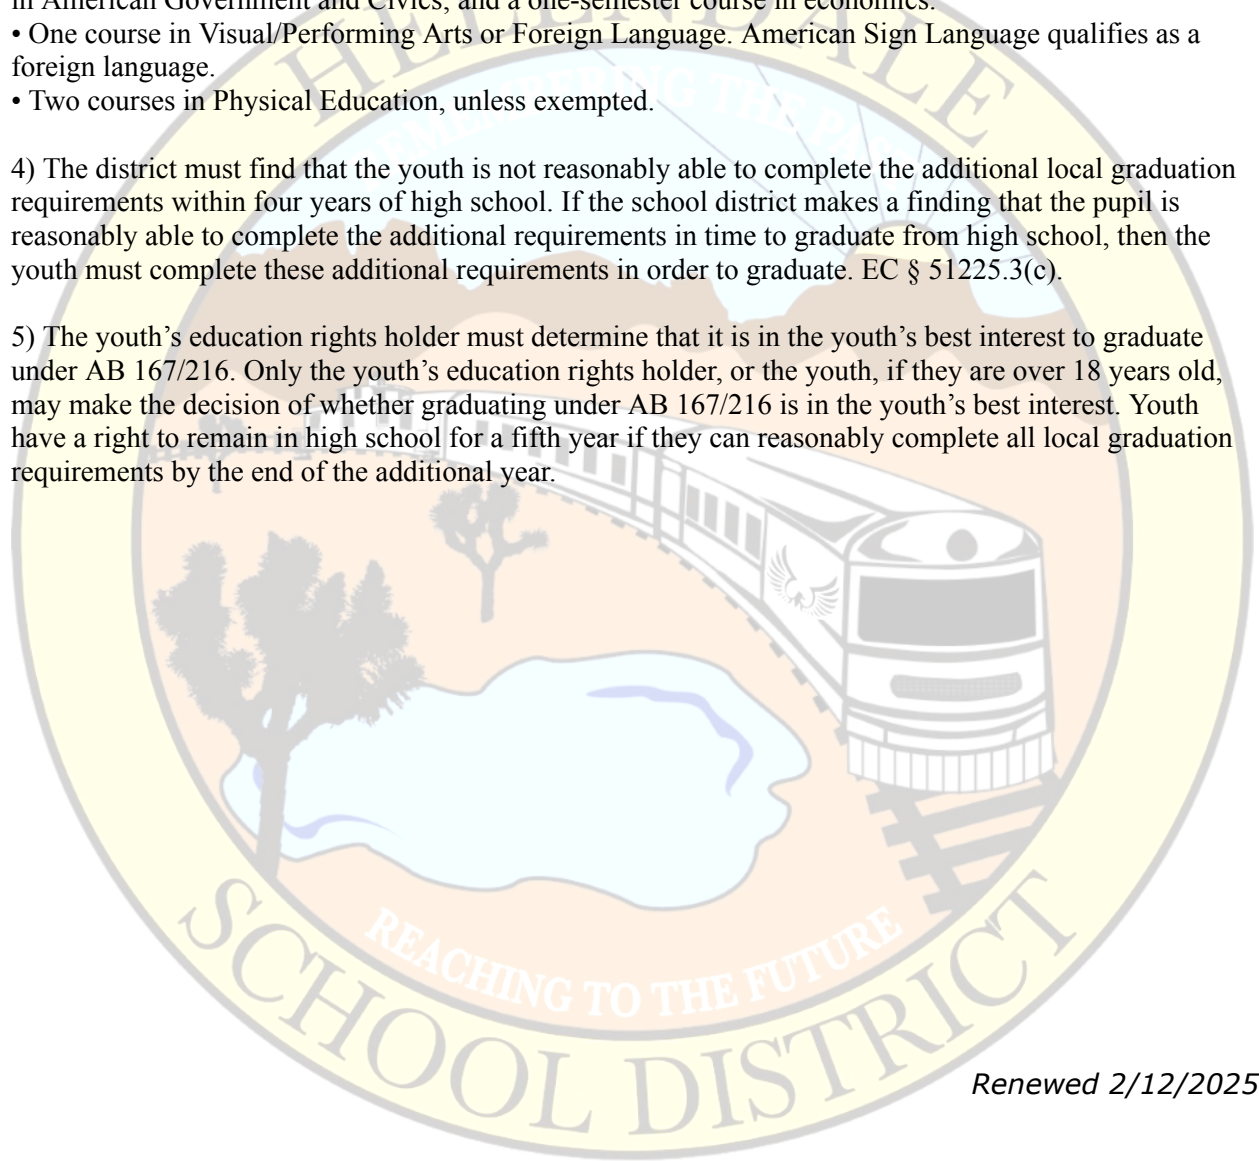 in American Government and Civics, and a one-semester course in economics.
• One course in Visual/Performing Arts or Foreign Language. American Sign Language qualifies as a
foreign language.
• Two courses in Physical Education, unless exempted.
4) The district must find that the youth is not reasonably able to complete the additional local graduation
requirements within four years of high school. If the school district makes a finding that the pupil is
reasonably able to complete the additional requirements in time to graduate from high school, then the
youth must complete these additional requirements in order to graduate. EC § 51225.3(c).
5) The youth’s education rights holder must determine that it is in the youth’s best interest to graduate
under AB 167/216. Only the youth’s education rights holder, or the youth, if they are over 18 years old,
may make the decision of whether graduating under AB 167/216 is in the youth’s best interest. Youth
have a right to remain in high school for a fifth year if they can reasonably complete all local graduation
requirements by the end of the additional year.
HELENDALE
REMEMBERING THE PAST
REACHING TO THE FUTURE
SCHOOL DISTRICT
Renewed 2/12/2025